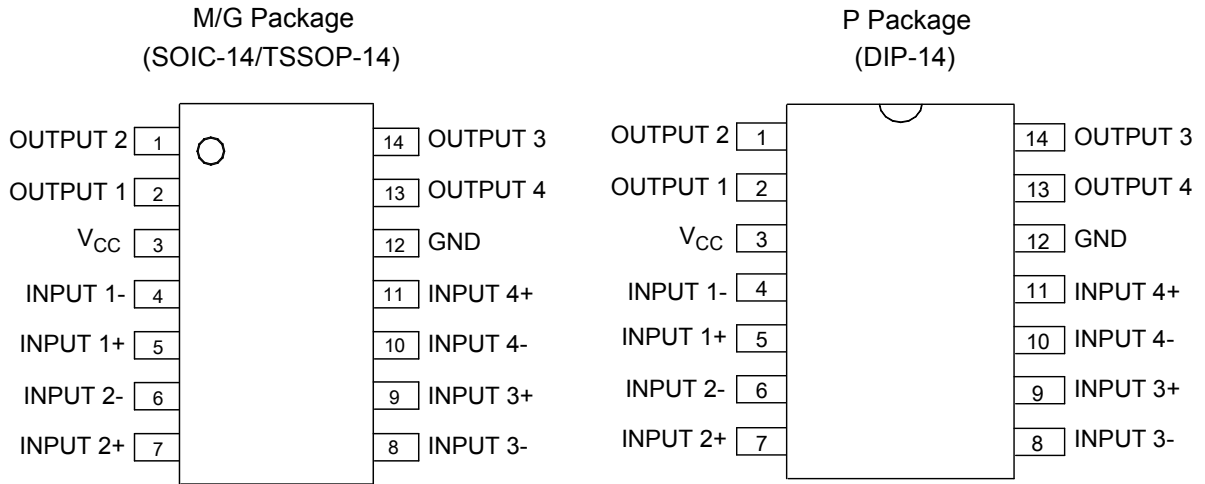 M/G Package
(SOIC-14/TSSOP-14)
OUTPUT 2 1 14 OUTPUT 3
OUTPUT 1 2 13 OUTPUT 4
VCC 3 12 GND
INPUT 1- 4 11 INPUT 4+
INPUT 1+ 5 10 INPUT 4-
INPUT 2- 6 9 INPUT 3+
INPUT 2+ 7 8 INPUT 3-
P Package
(DIP-14)
OUTPUT 2 1 14 OUTPUT 3
OUTPUT 1 2 13 OUTPUT 4
VCC 3 12 GND
INPUT 1- 4 11 INPUT 4+
INPUT 1+ 5 10 INPUT 4-
INPUT 2- 6 9 INPUT 3+
INPUT 2+ 7 8 INPUT 3-